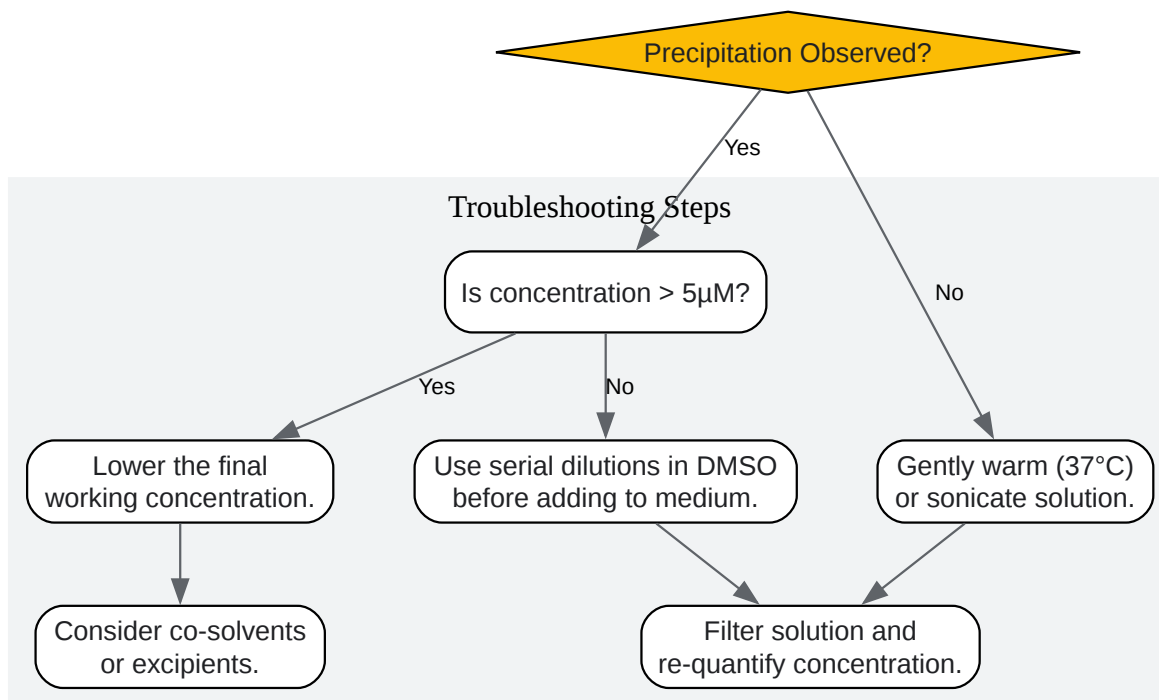 Precipitation Observed?
Yes
Troubleshooting Steps
Is concentration > 5µM?
No
Yes
No
Lower the final
working concentration.
Use serial dilutions in DMSO
before adding to medium.
Gently warm (37°C)
or sonicate solution.
Consider co-solvents
or excipients.
Filter solution and
re-quantify concentration.